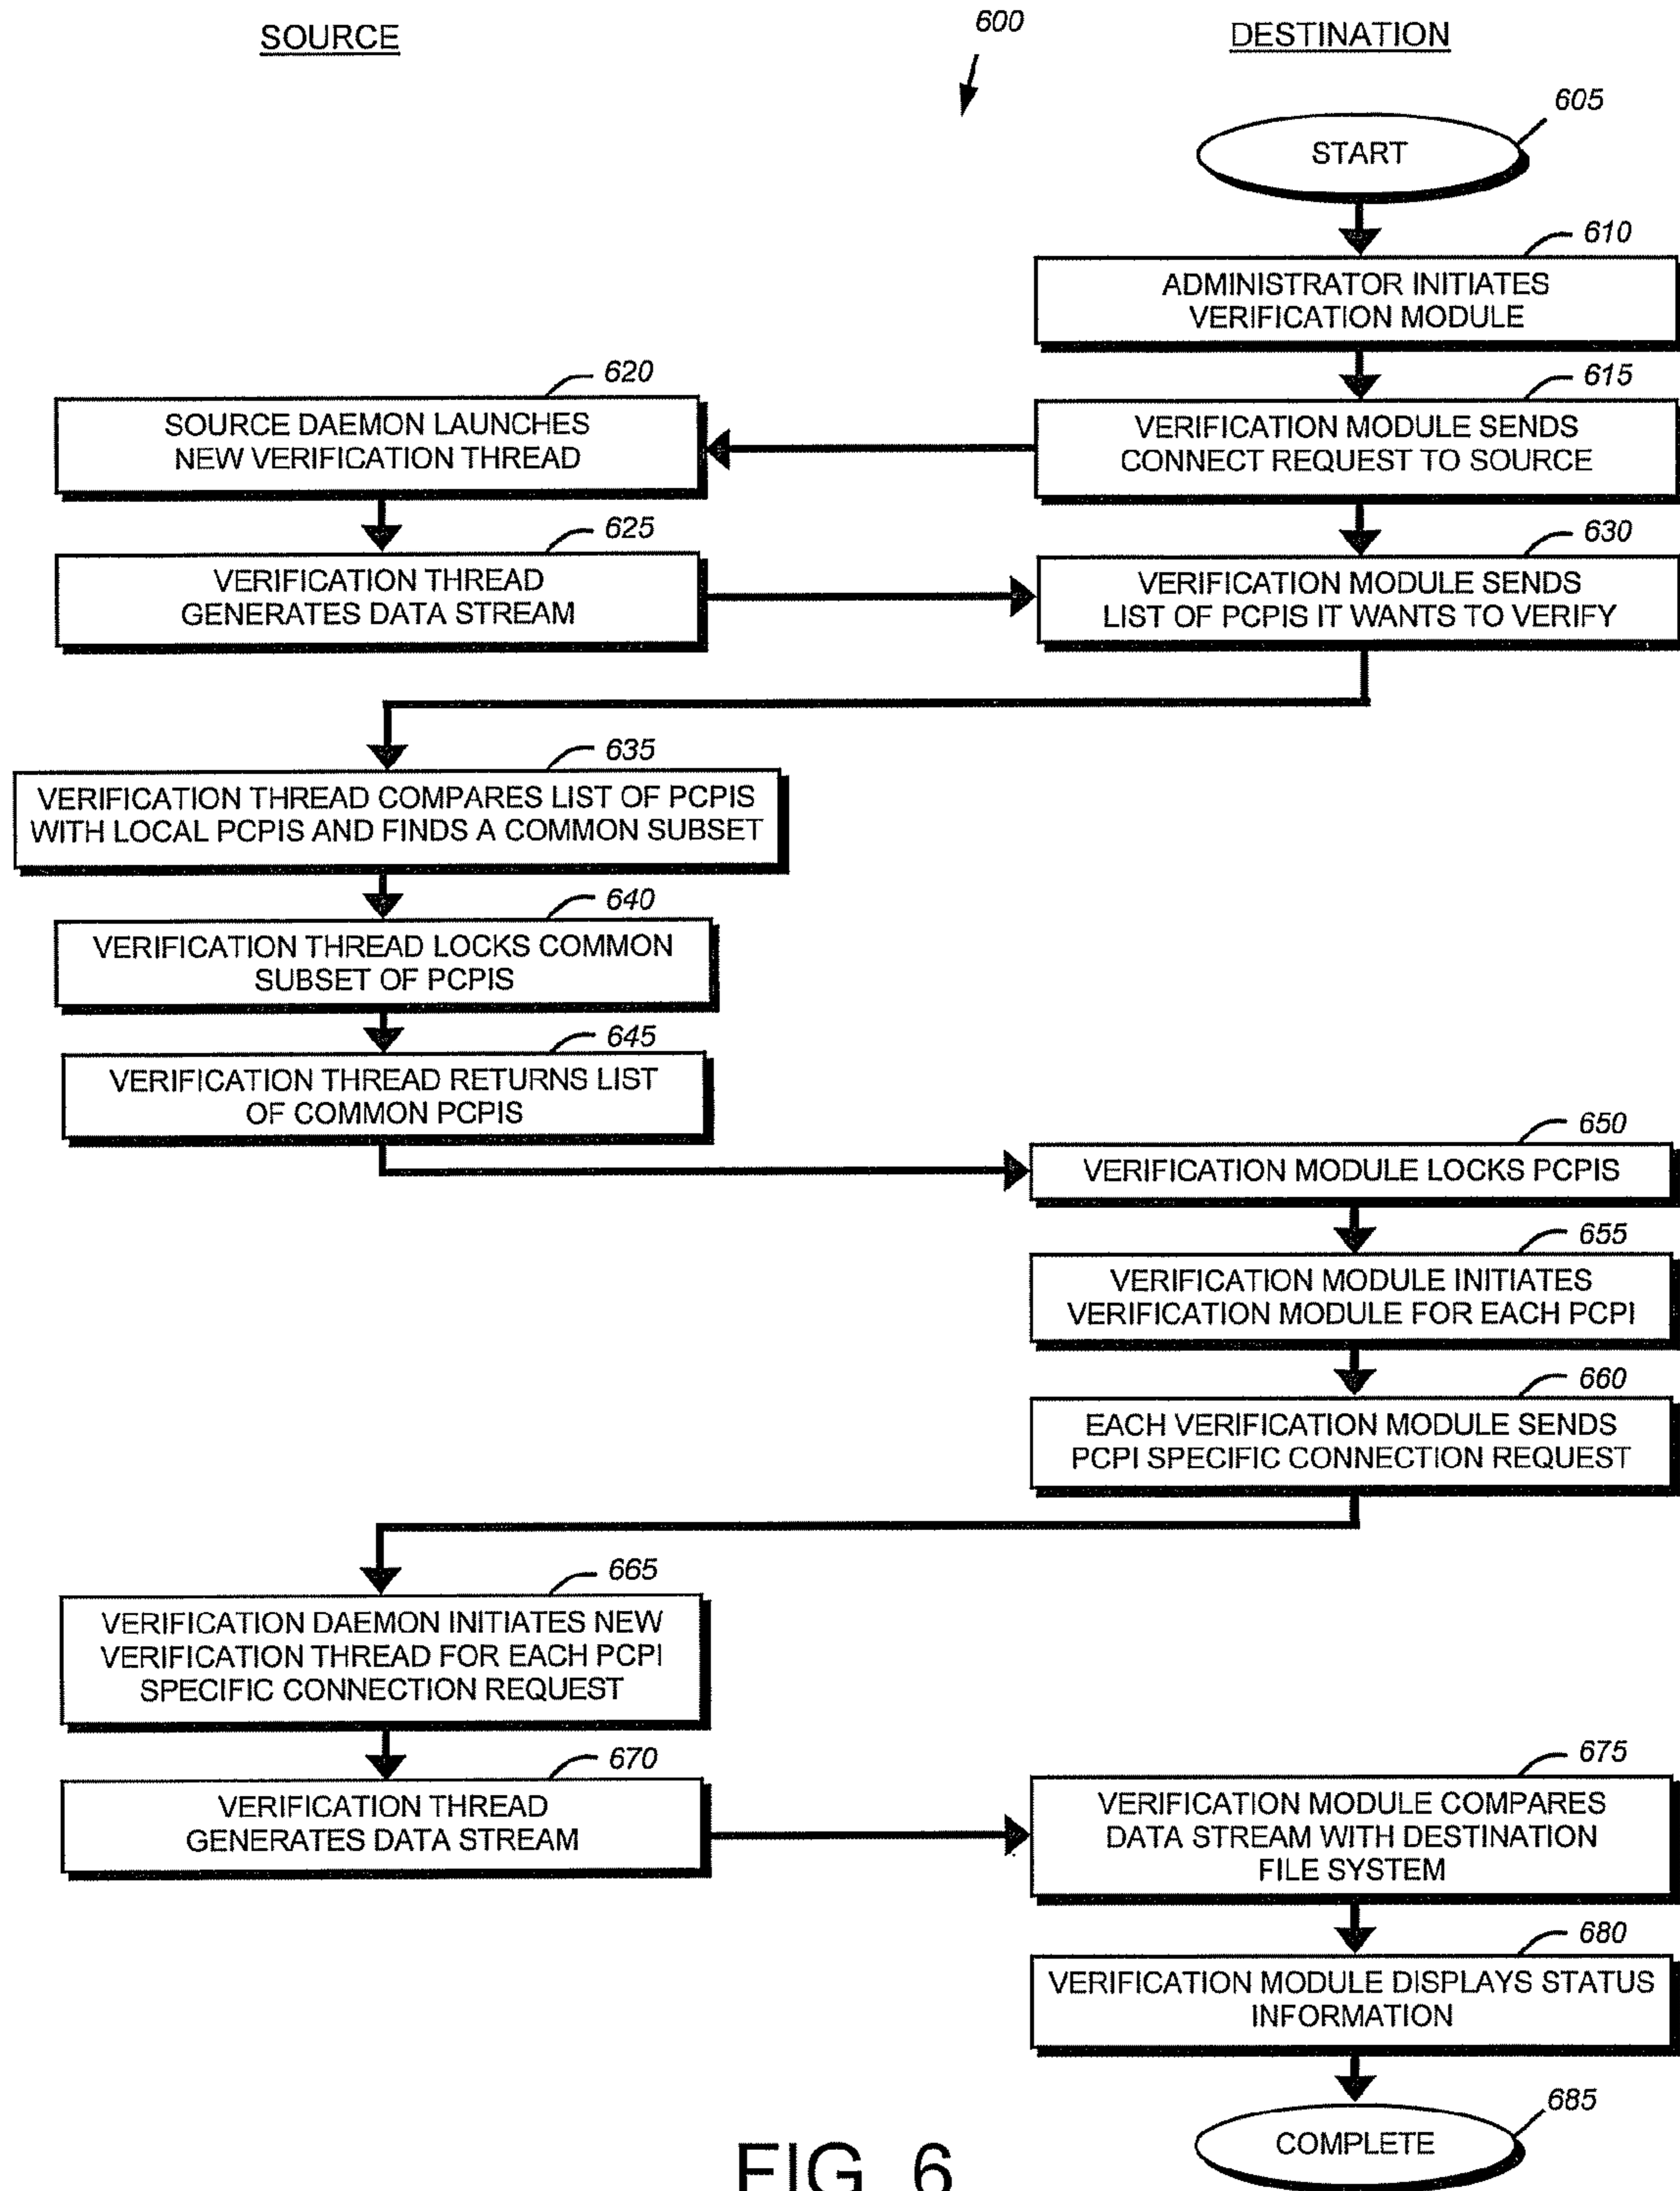 SOURCE
600
DESTINATION
605
START
610
ADMINISTRATOR INITIATES
VERIFICATION MODULE
620
615
SOURCE DAEMON LAUNCHES
NEW VERIFICATION THREAD
VERIFICATION MODULE SENDS
CONNECT REQUEST TO SOURCE
625
630
VERIFICATION THREAD
GENERATES DATA STREAM
VERIFICATION MODULE SENDS
LIST OF PCPIS IT WANTS TO VERIFY
635
VERIFICATION THREAD COMPARES LIST OF PCPIS
WITH LOCAL PCPIS AND FINDS A COMMON SUBSET
640
VERIFICATION THREAD LOCKS COMMON
SUBSET OF PCPIS
645
VERIFICATION THREAD RETURNS LIST
OF COMMON PCPIS
650
VERIFICATION MODULE LOCKS PCPIS
655
VERIFICATION MODULE INITIATES
VERIFICATION MODULE FOR EACH PCPI
660
EACH VERIFICATION MODULE SENDS
PCPI SPECIFIC CONNECTION REQUEST
665
VERIFICATION DAEMON INITIATES NEW
VERIFICATION THREAD FOR EACH PCPI
SPECIFIC CONNECTION REQUEST
670
VERIFICATION THREAD
GENERATES DATA STREAM
675
VERIFICATION MODULE COMPARES
DATA STREAM WITH DESTINATION
FILE SYSTEM
680
VERIFICATION MODULE DISPLAYS STATUS
INFORMATION
685
COMPLETE
FIG. 6